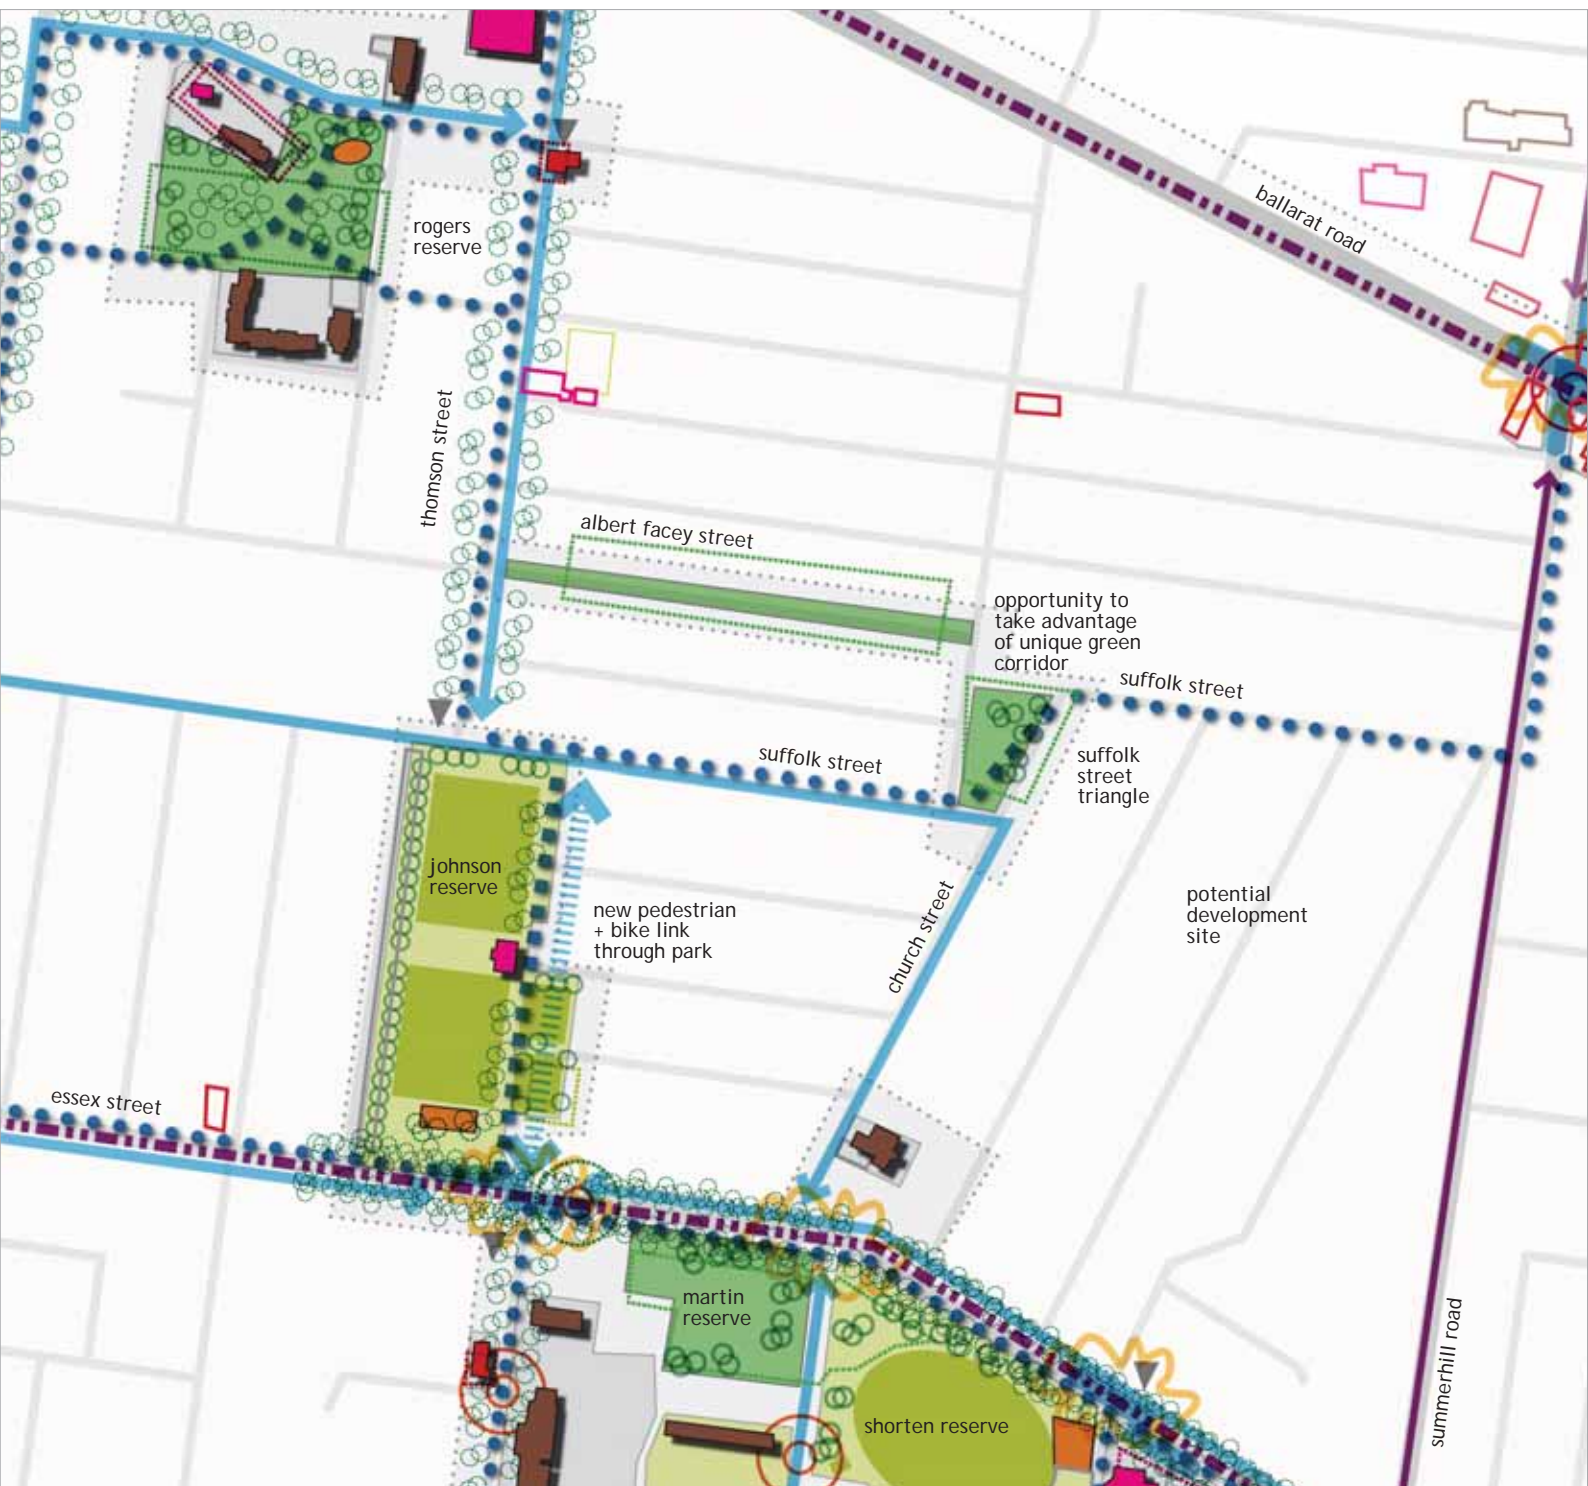 ballarat road
rogers
reserve
thomson street
albert facey street
opportunity to
take advantage
of unique green
corridor
suffolk street
suffolk street
suffolk
street
triangle
johnson
reserve
new pedestrian
+ bike link
through park
church street
potential
development
site
essex street
martin
reserve
summerhill road
shorten reserve